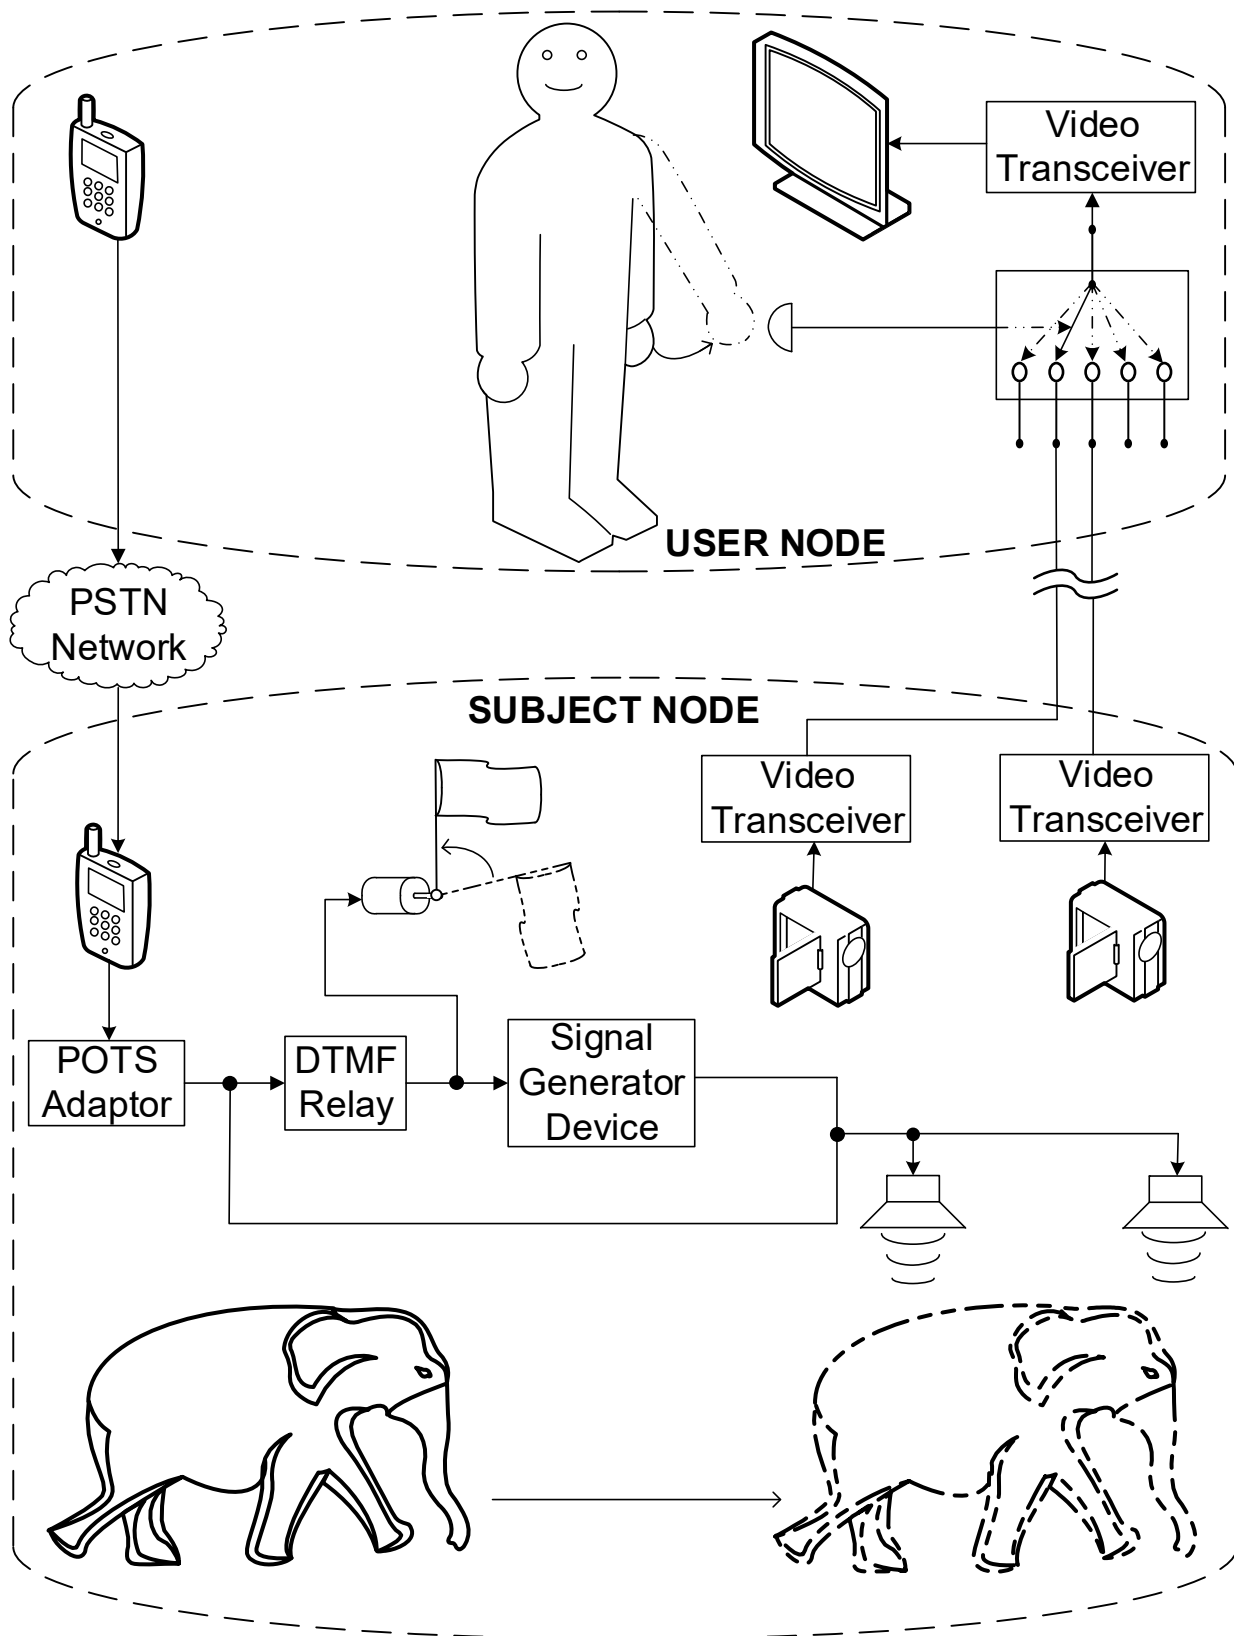 Video
Transceiver
USER NODE
PSTN
Network
SUBJECT NODE
Video
Transceiver
Video
Transceiver
POTS
Adaptor
DTMF
Relay
Signal
Generator
Device